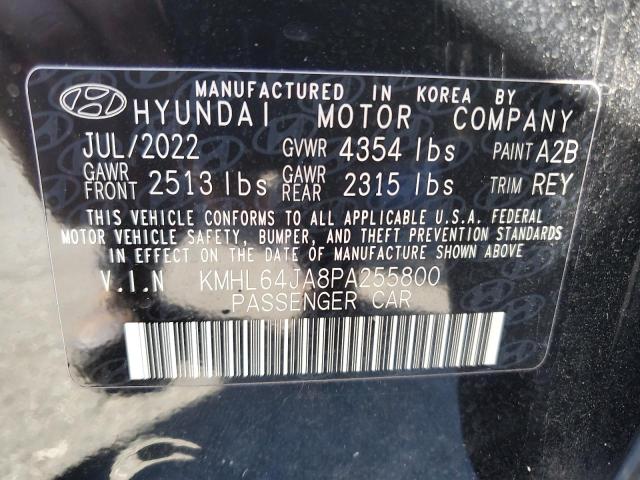 MANUFACTURED IN KOREA BY
HYUNDAI MOTOR COMPANY
JUL/2022 GVWR 4354 lbs PAINT A2B
GAWR FRONT 2513 lbs GAWR REAR 2315 lbs TRIM REY
THIS VEHICLE CONFORMS TO ALL APPLICABLE U.S.A. FEDERAL
MOTOR VEHICLE SAFETY, BUMPER, AND THEFT PREVENTION STANDARDS
IN EFFECT ON THE DATE OF MANUFACTURE SHOWN ABOVE
V.I.N KMHL64JA8PA255800
PASSENGER CAR